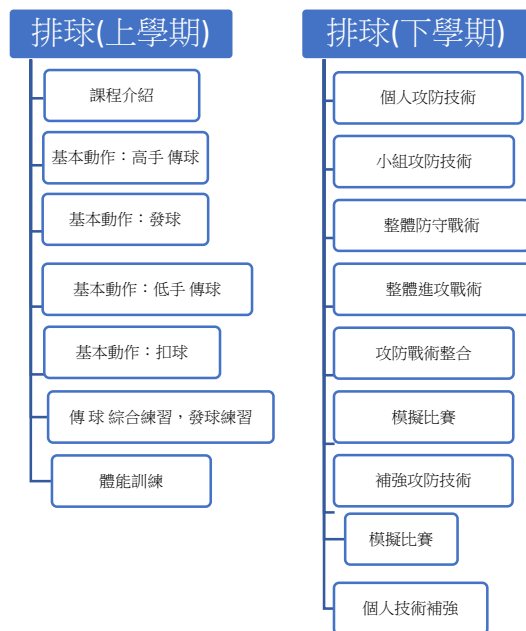 排球(上學期)
課程介紹
基本動作：高手 傳球
基本動作：發球
基本動作：低手 傳球
基本動作：扣球
傳 球 綜合練習，發球練習
體能訓練
排球(下學期)
個人攻防技術
小組攻防技術
整體防守戰術
整體進攻戰術
攻防戰術整合
模擬比賽
補強攻防技術
模擬比賽
個人技術補強